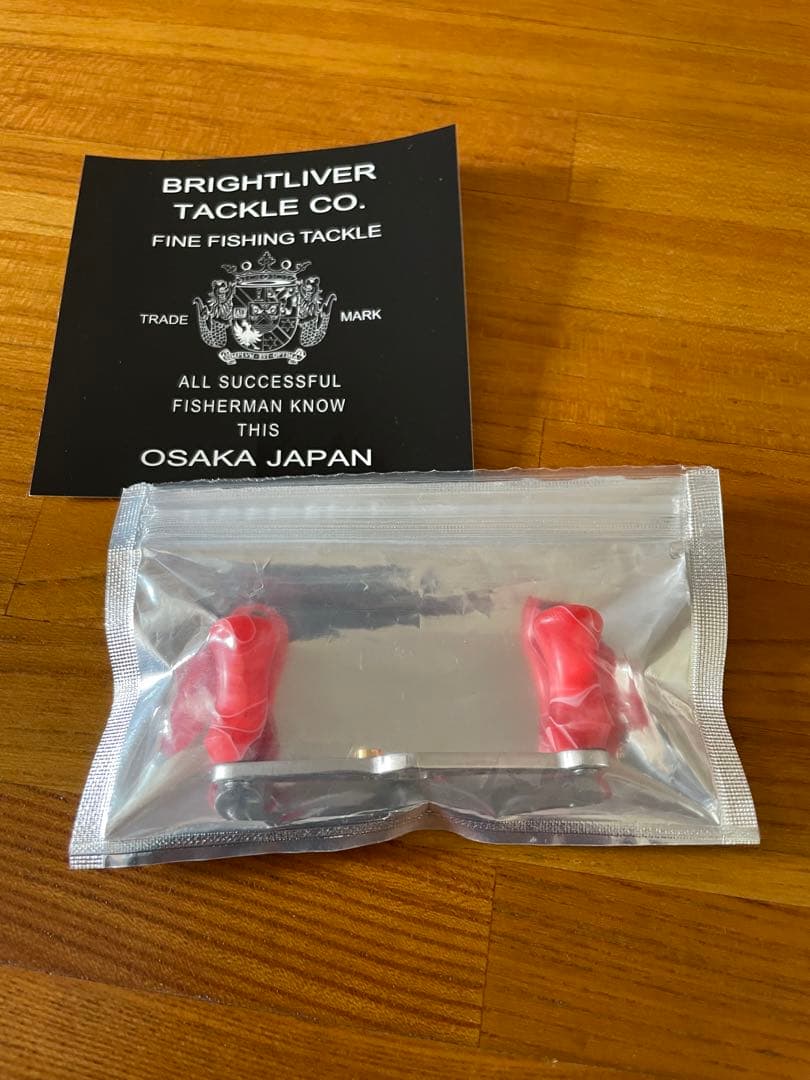 BRIGHTLIVER
TACKLE CO.
FINE FISHING TACKLE
TRADE MARK
ALL SUCCESSFUL
FISHERMAN KNOW
THIS
OSAKA JAPAN